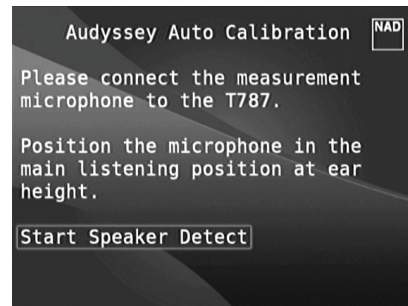 Audyssey Auto Calibration
NAD
Please connect the measurement
microphone to the T787.
Position the microphone in the
main listening position at ear
height.
Start Speaker Detect